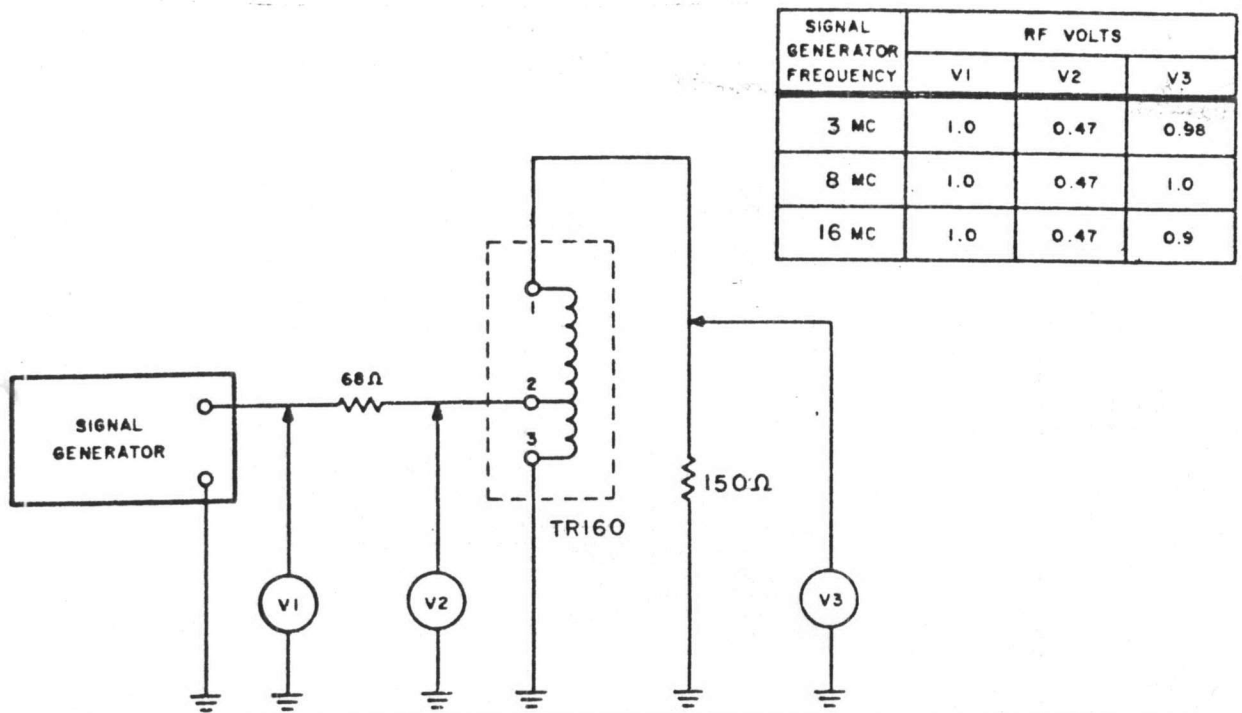 SIGNAL
GENERATOR
FREQUENCY
RF VOLTS
V1 V2 V3
3 MC 1.0 0.47 0.98
8 MC 1.0 0.47 1.0
16 MC 1.0 0.47 0.9
1
68Ω
2
3
SIGNAL
GENERATOR
150Ω
TR160
V1
V2
V3